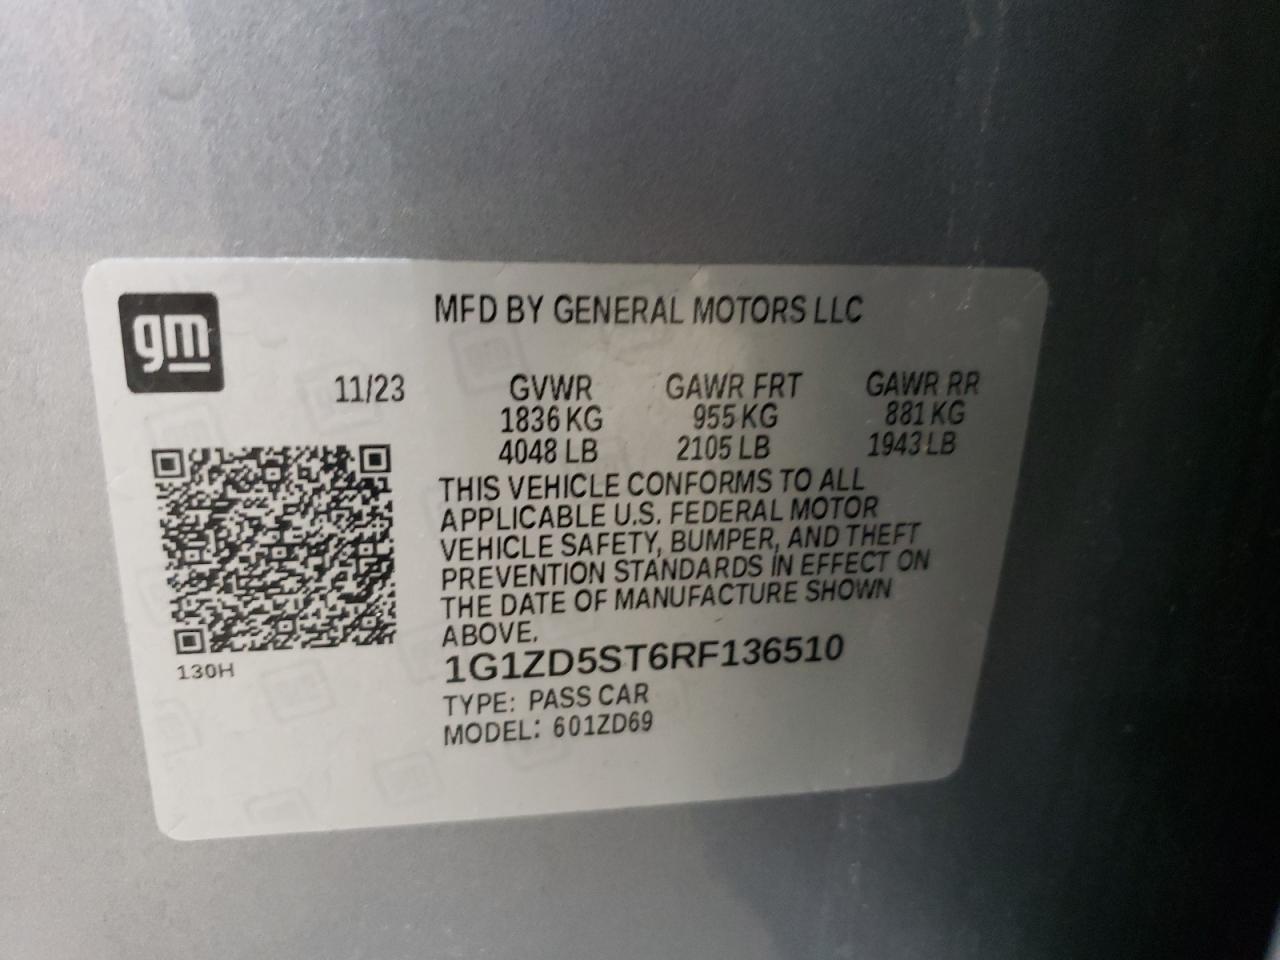 gm
MFD BY GENERAL MOTORS LLC
11/23 GVWR GAWR FRT GAWR RR
1836 KG 955 KG 881 KG
4048 LB 2105 LB 1943 LB
THIS VEHICLE CONFORMS TO ALL
APPLICABLE U.S. FEDERAL MOTOR
VEHICLE SAFETY, BUMPER, AND THEFT
PREVENTION STANDARDS IN EFFECT ON
THE DATE OF MANUFACTURE SHOWN
ABOVE.
130H
1G1ZD5ST6RF136510
TYPE: PASS CAR
MODEL: 601ZD69